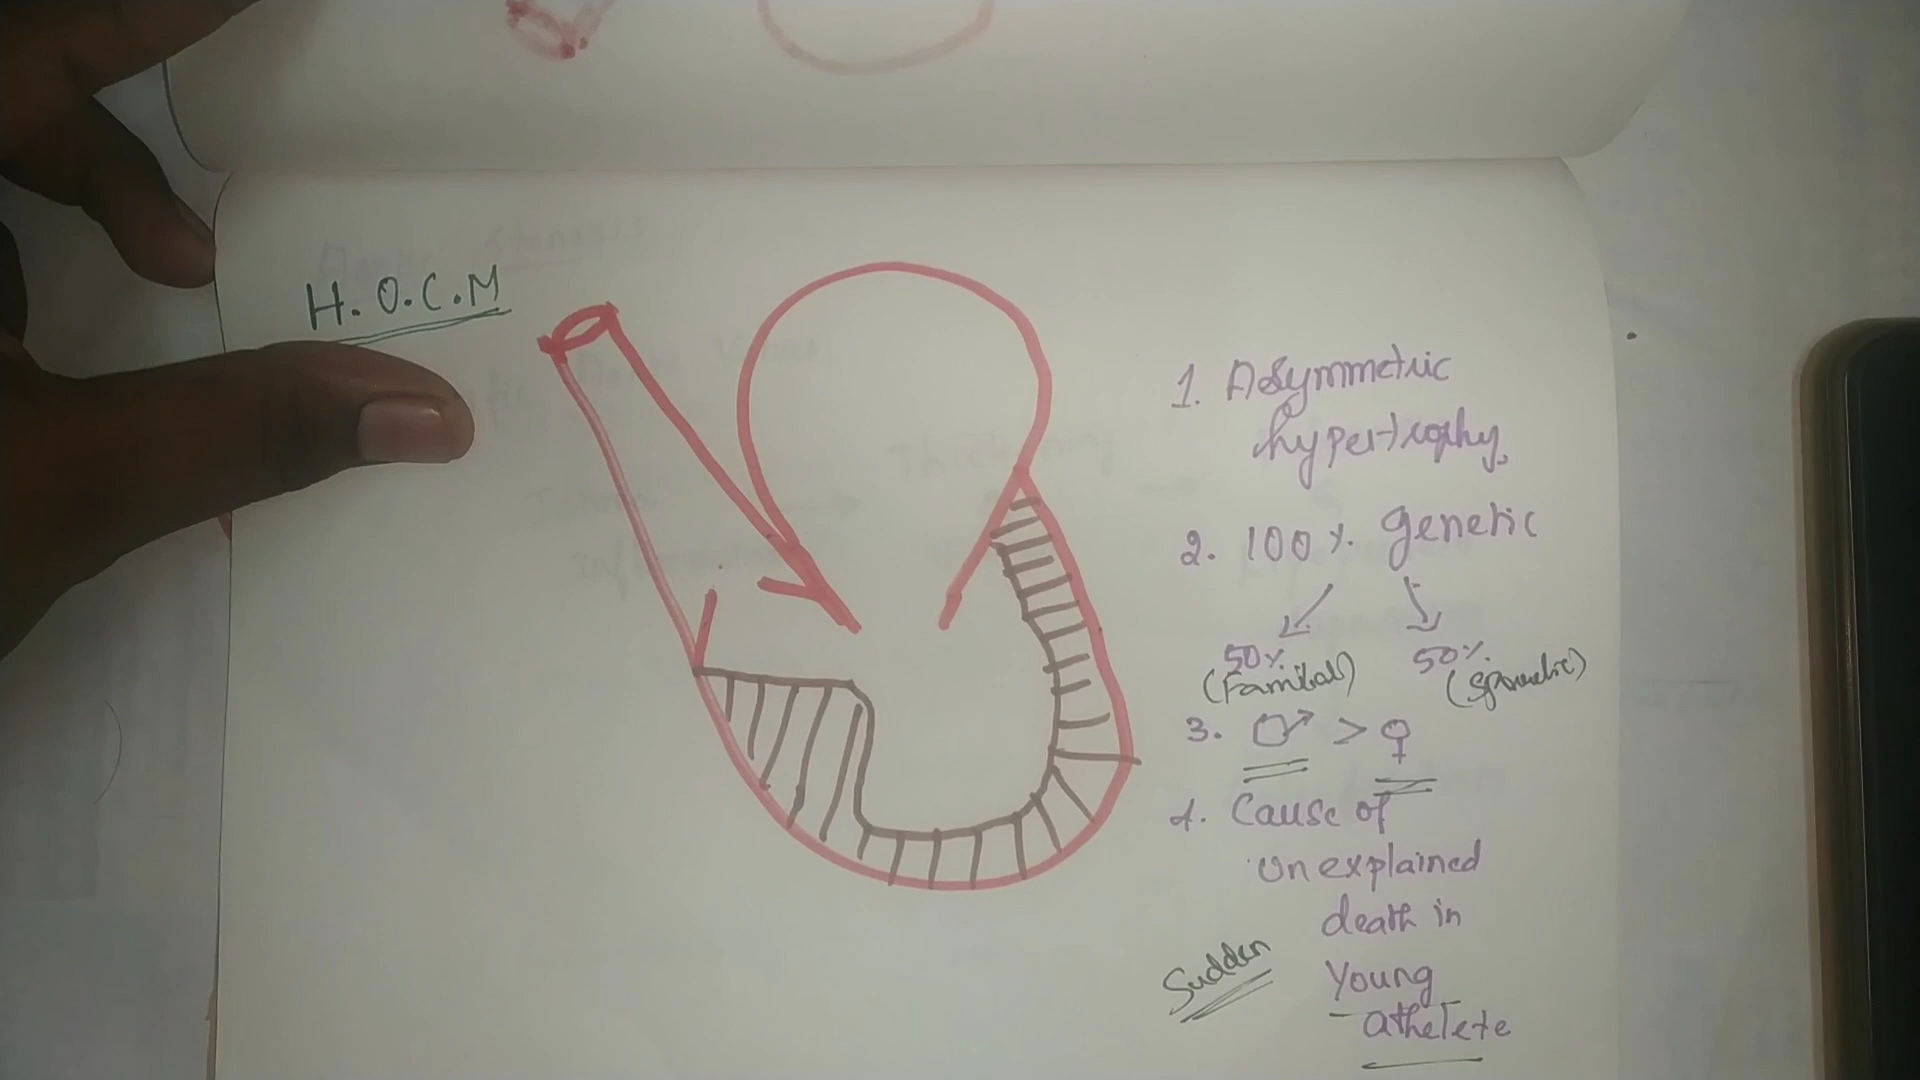 H.O.C.M
1. Asymmetric
hypertrophy,
2. 100 % genetic
50% 50%
(Familial) (Sporadic)
3. ♂ > ♀
4. Cause of
unexplained
death in
Sudden
Young
athelete